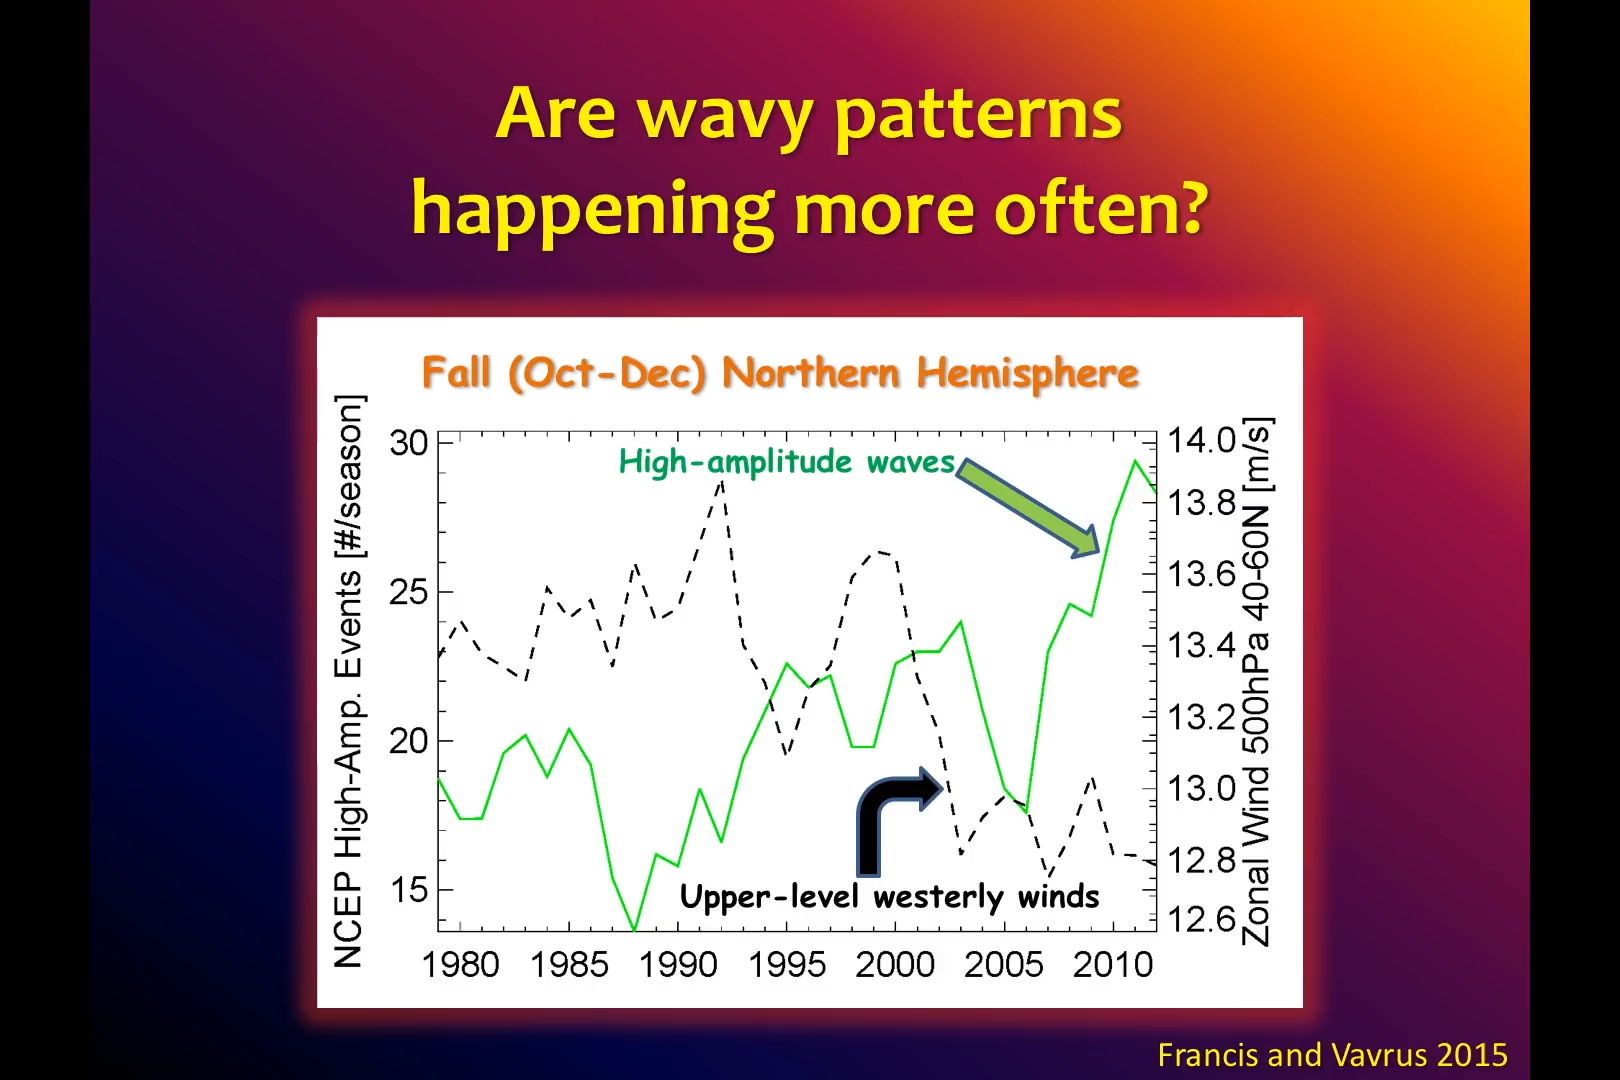 Are wavy patterns
happening more often?
Fall (Oct-Dec) Northern Hemisphere
NCEP High-Amp. Events [#/season]
30
25
20
15
High-amplitude waves
Upper-level westerly winds
14.0
13.8
13.6
13.4
13.2
13.0
12.8
12.6
Zonal Wind 500hPa 40-60N [m/s]
1980 1985 1990 1995 2000 2005 2010
Francis and Vavrus 2015